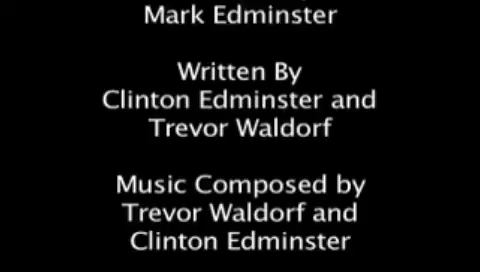 Mark Edminster
Written By
Clinton Edminster and
Trevor Waldorf
Music Composed by
Trevor Waldorf and
Clinton Edminster